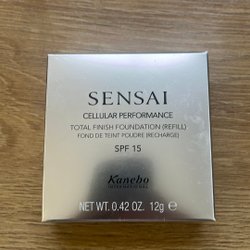 SENSAI
CELLULAR PERFORMANCE
TOTAL FINISH FOUNDATION (REFILL)
FOND DE TEINT POUDRE (RECHARGE)
SPF 15
Kanebo
INTERNATIONAL
NET WT. 0.42 OZ. 12g ℮